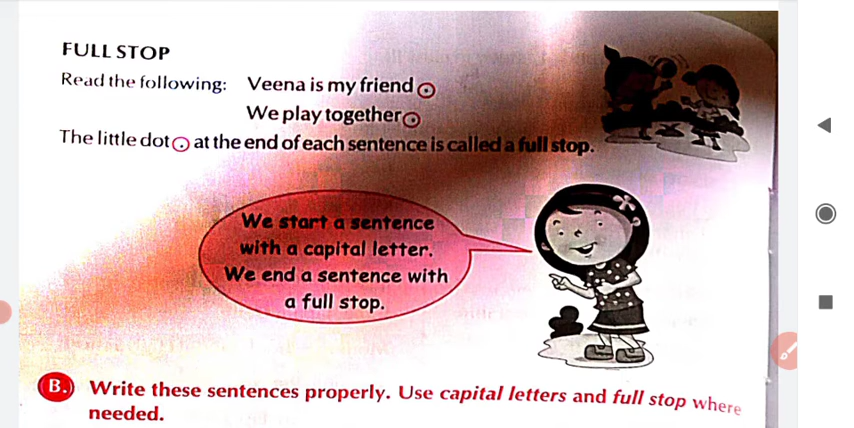 FULL STOP
Read the following: Veena is my friend.
We play together.
The little dot . at the end of each sentence is called a full stop.
We start a sentence
with a capital letter.
We end a sentence with
a full stop.
B. Write these sentences properly. Use capital letters and full stop where
needed.